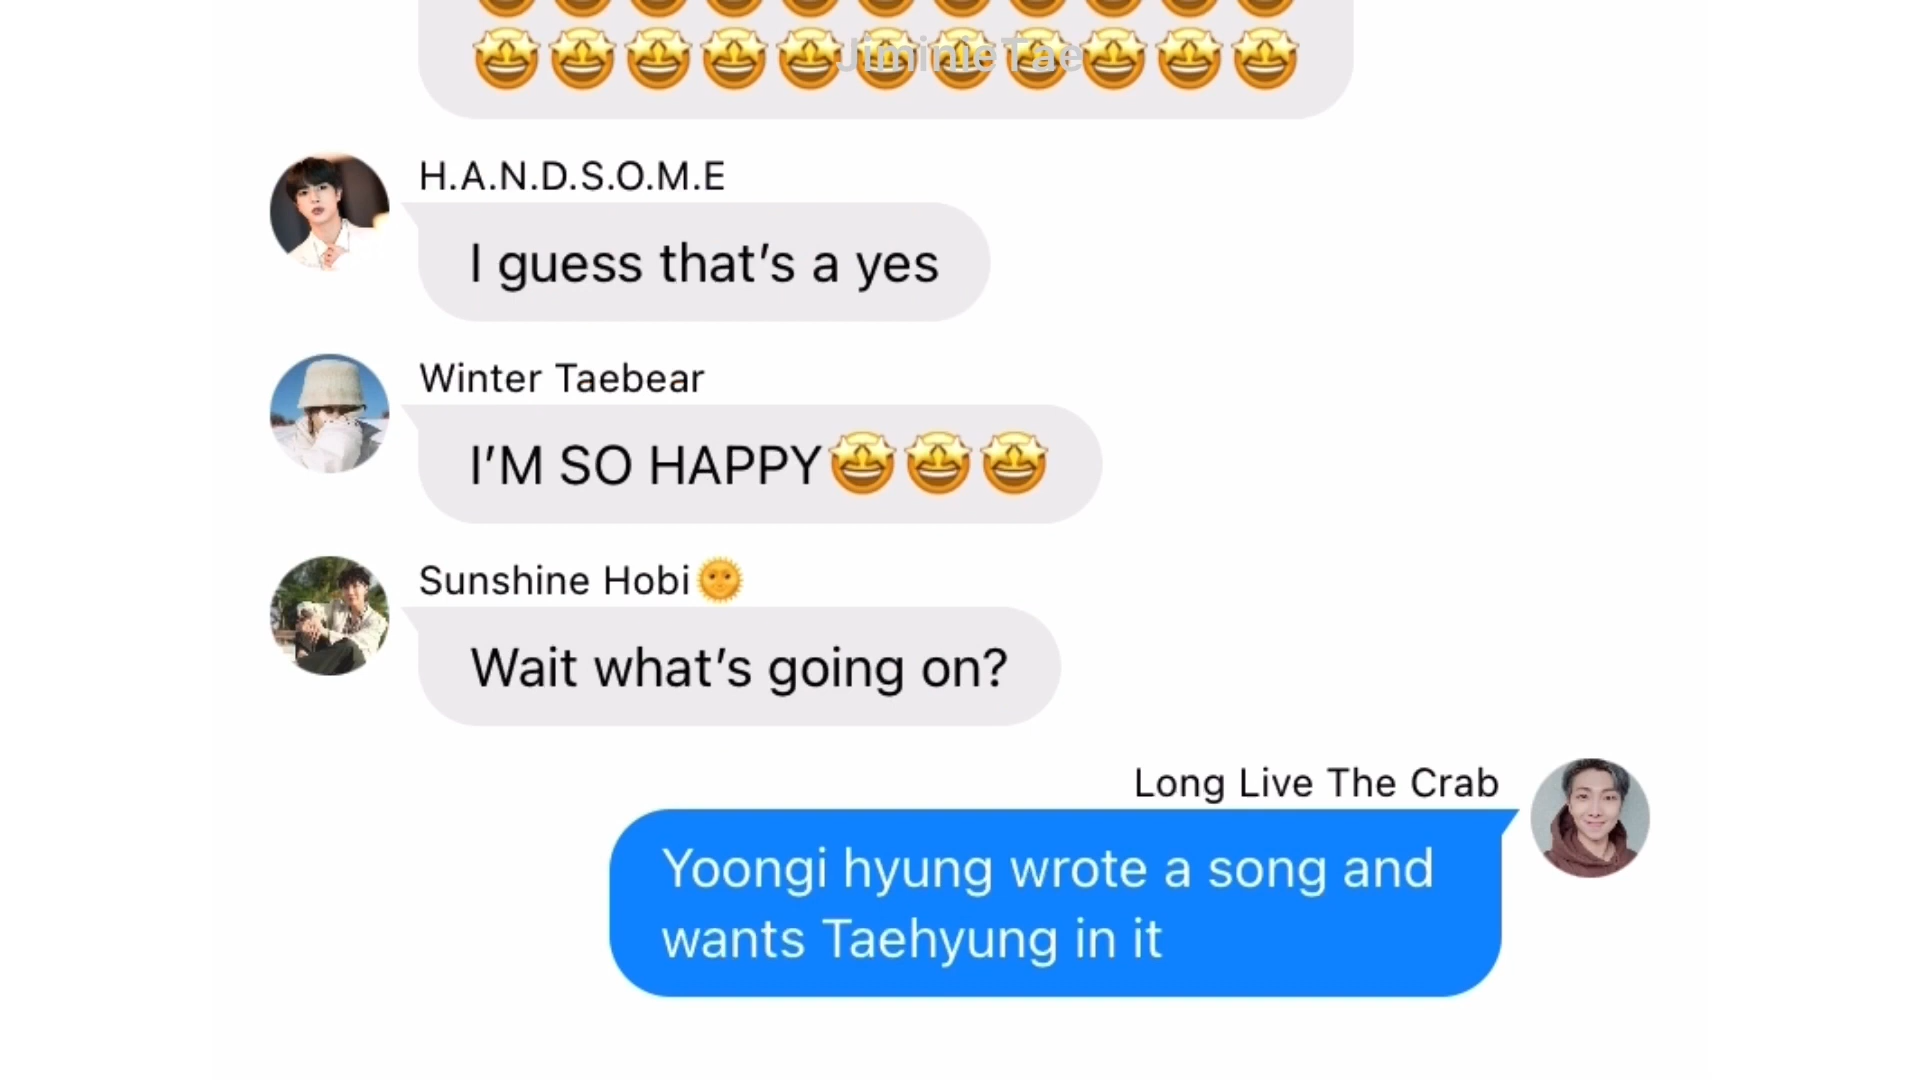 🤩🤩🤩🤩🤩🤩🤩🤩🤩🤩🤩
JiminieTae
H.A.N.D.S.O.M.E
I guess that’s a yes
Winter Taebear
I’M SO HAPPY🤩🤩🤩
Sunshine Hobi🌞
Wait what’s going on?
Long Live The Crab
Yoongi hyung wrote a song and
wants Taehyung in it